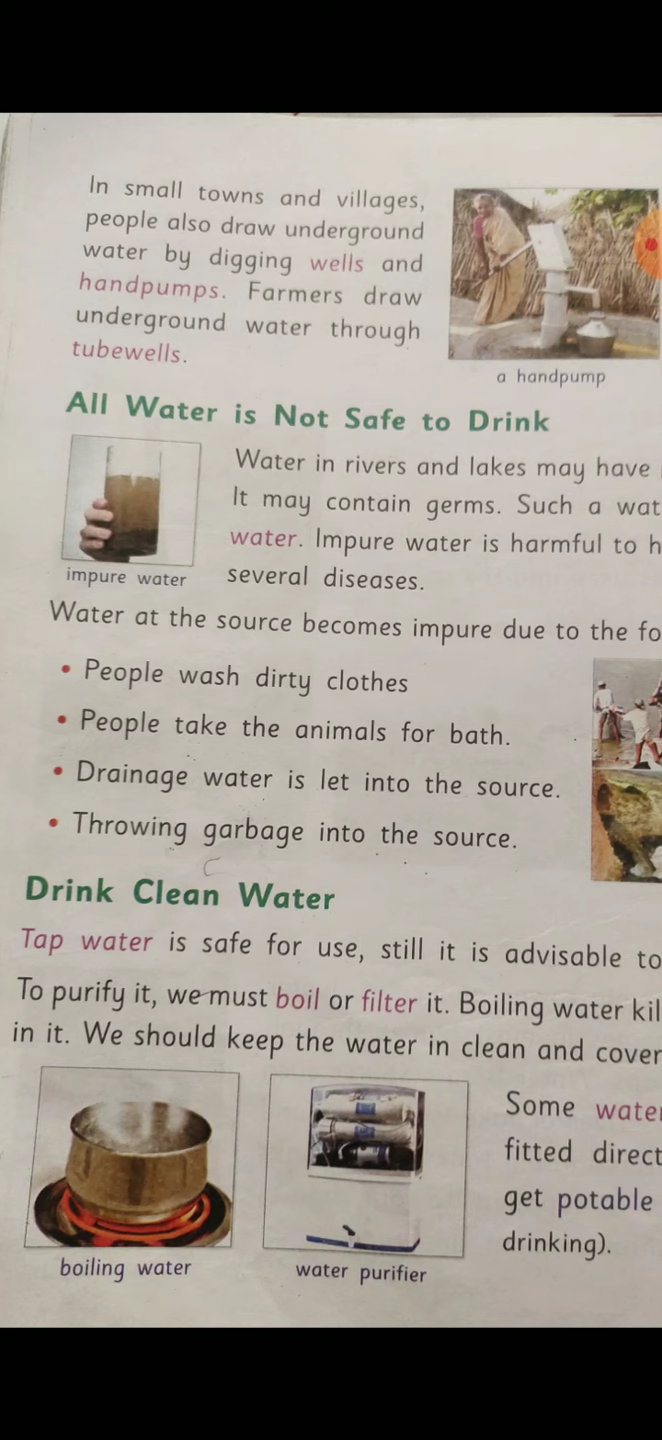 In small towns and villages,
people also draw underground
water by digging wells and
handpumps. Farmers draw
underground water through
tubewells.
a handpump
All Water is Not Safe to Drink
Water in rivers and lakes may have
It may contain germs. Such a
water. Impure water is harmful to
several diseases.
impure water
Water at the source becomes impure due to the
• People wash dirty clothes
• People take the animals for bath.
• Drainage water is let into the source.
• Throwing garbage into the source.
Drink Clean Water
Tap water is safe for use, still it is advisable to
To purify it, we must boil or filter it. Boiling water
in it. We should keep the water in clean and
Some
fitted
get potable
drinking).
boiling water
water purifier